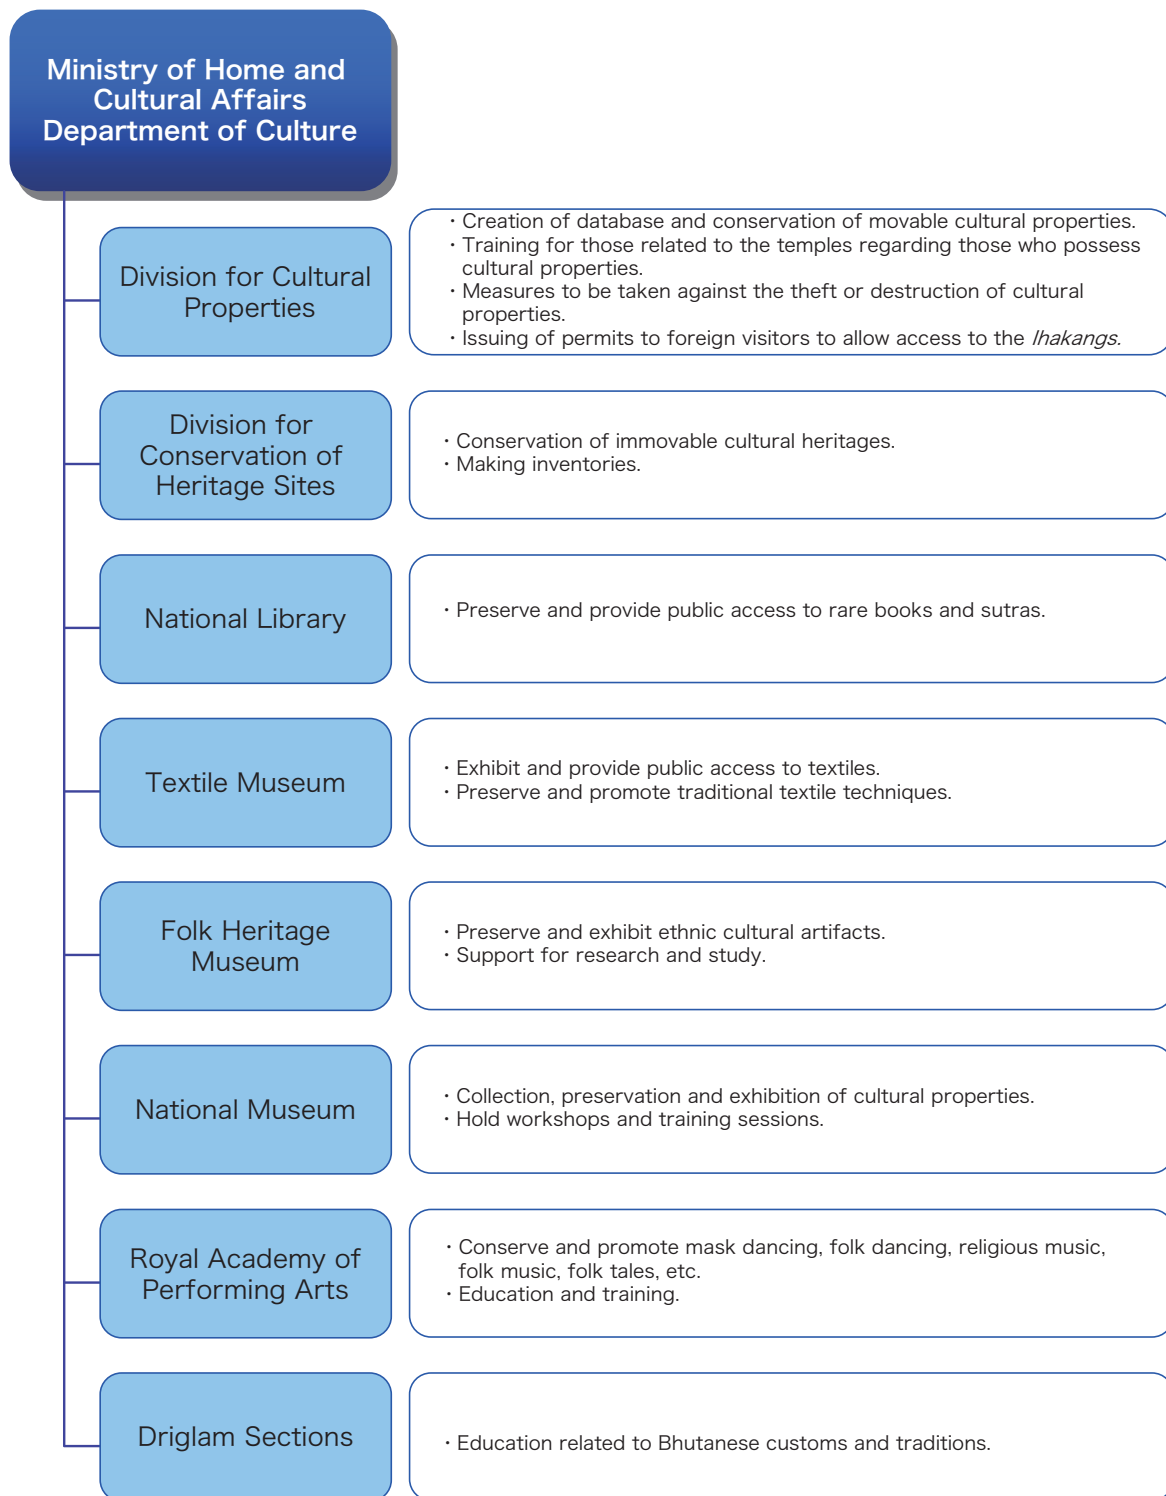 Ministry of Home and
Cultural Affairs
Department of Culture
Division for Cultural
Properties
・Creation of database and conservation of movable cultural properties.
・Training for those related to the temples regarding those who possess
cultural properties.
・Measures to be taken against the theft or destruction of cultural
properties.
・Issuing of permits to foreign visitors to allow access to the lhakangs.
Division for
Conservation of
Heritage Sites
・Conservation of immovable cultural heritages.
・Making inventories.
National Library
・Preserve and provide public access to rare books and sutras.
Textile Museum
・Exhibit and provide public access to textiles.
・Preserve and promote traditional textile techniques.
Folk Heritage
Museum
・Preserve and exhibit ethnic cultural artifacts.
・Support for research and study.
National Museum
・Collection, preservation and exhibition of cultural properties.
・Hold workshops and training sessions.
Royal Academy of
Performing Arts
・Conserve and promote mask dancing, folk dancing, religious music,
folk music, folk tales, etc.
・Education and training.
Driglam Sections
・Education related to Bhutanese customs and traditions.